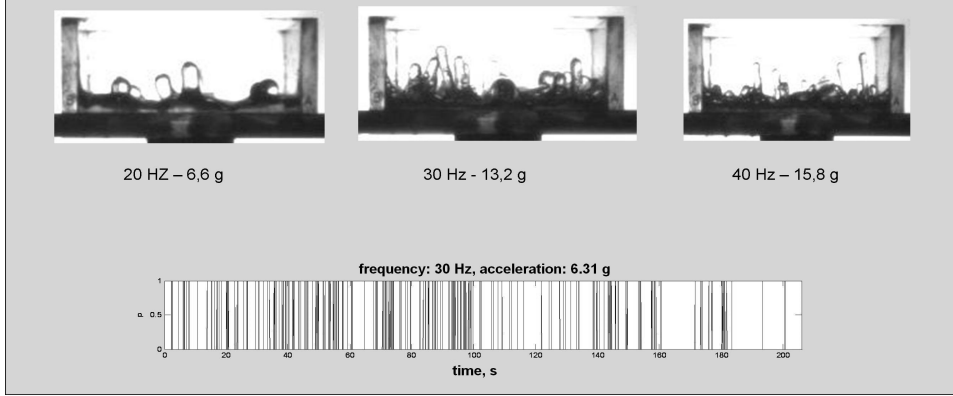 20 HZ – 6,6 g
30 Hz - 13,2 g
40 Hz – 15,8 g
frequency: 30 Hz, acceleration: 6.31 g
1
0.5
0
p
0 20 40 60 80 100 120 140 160 180 200
time, s